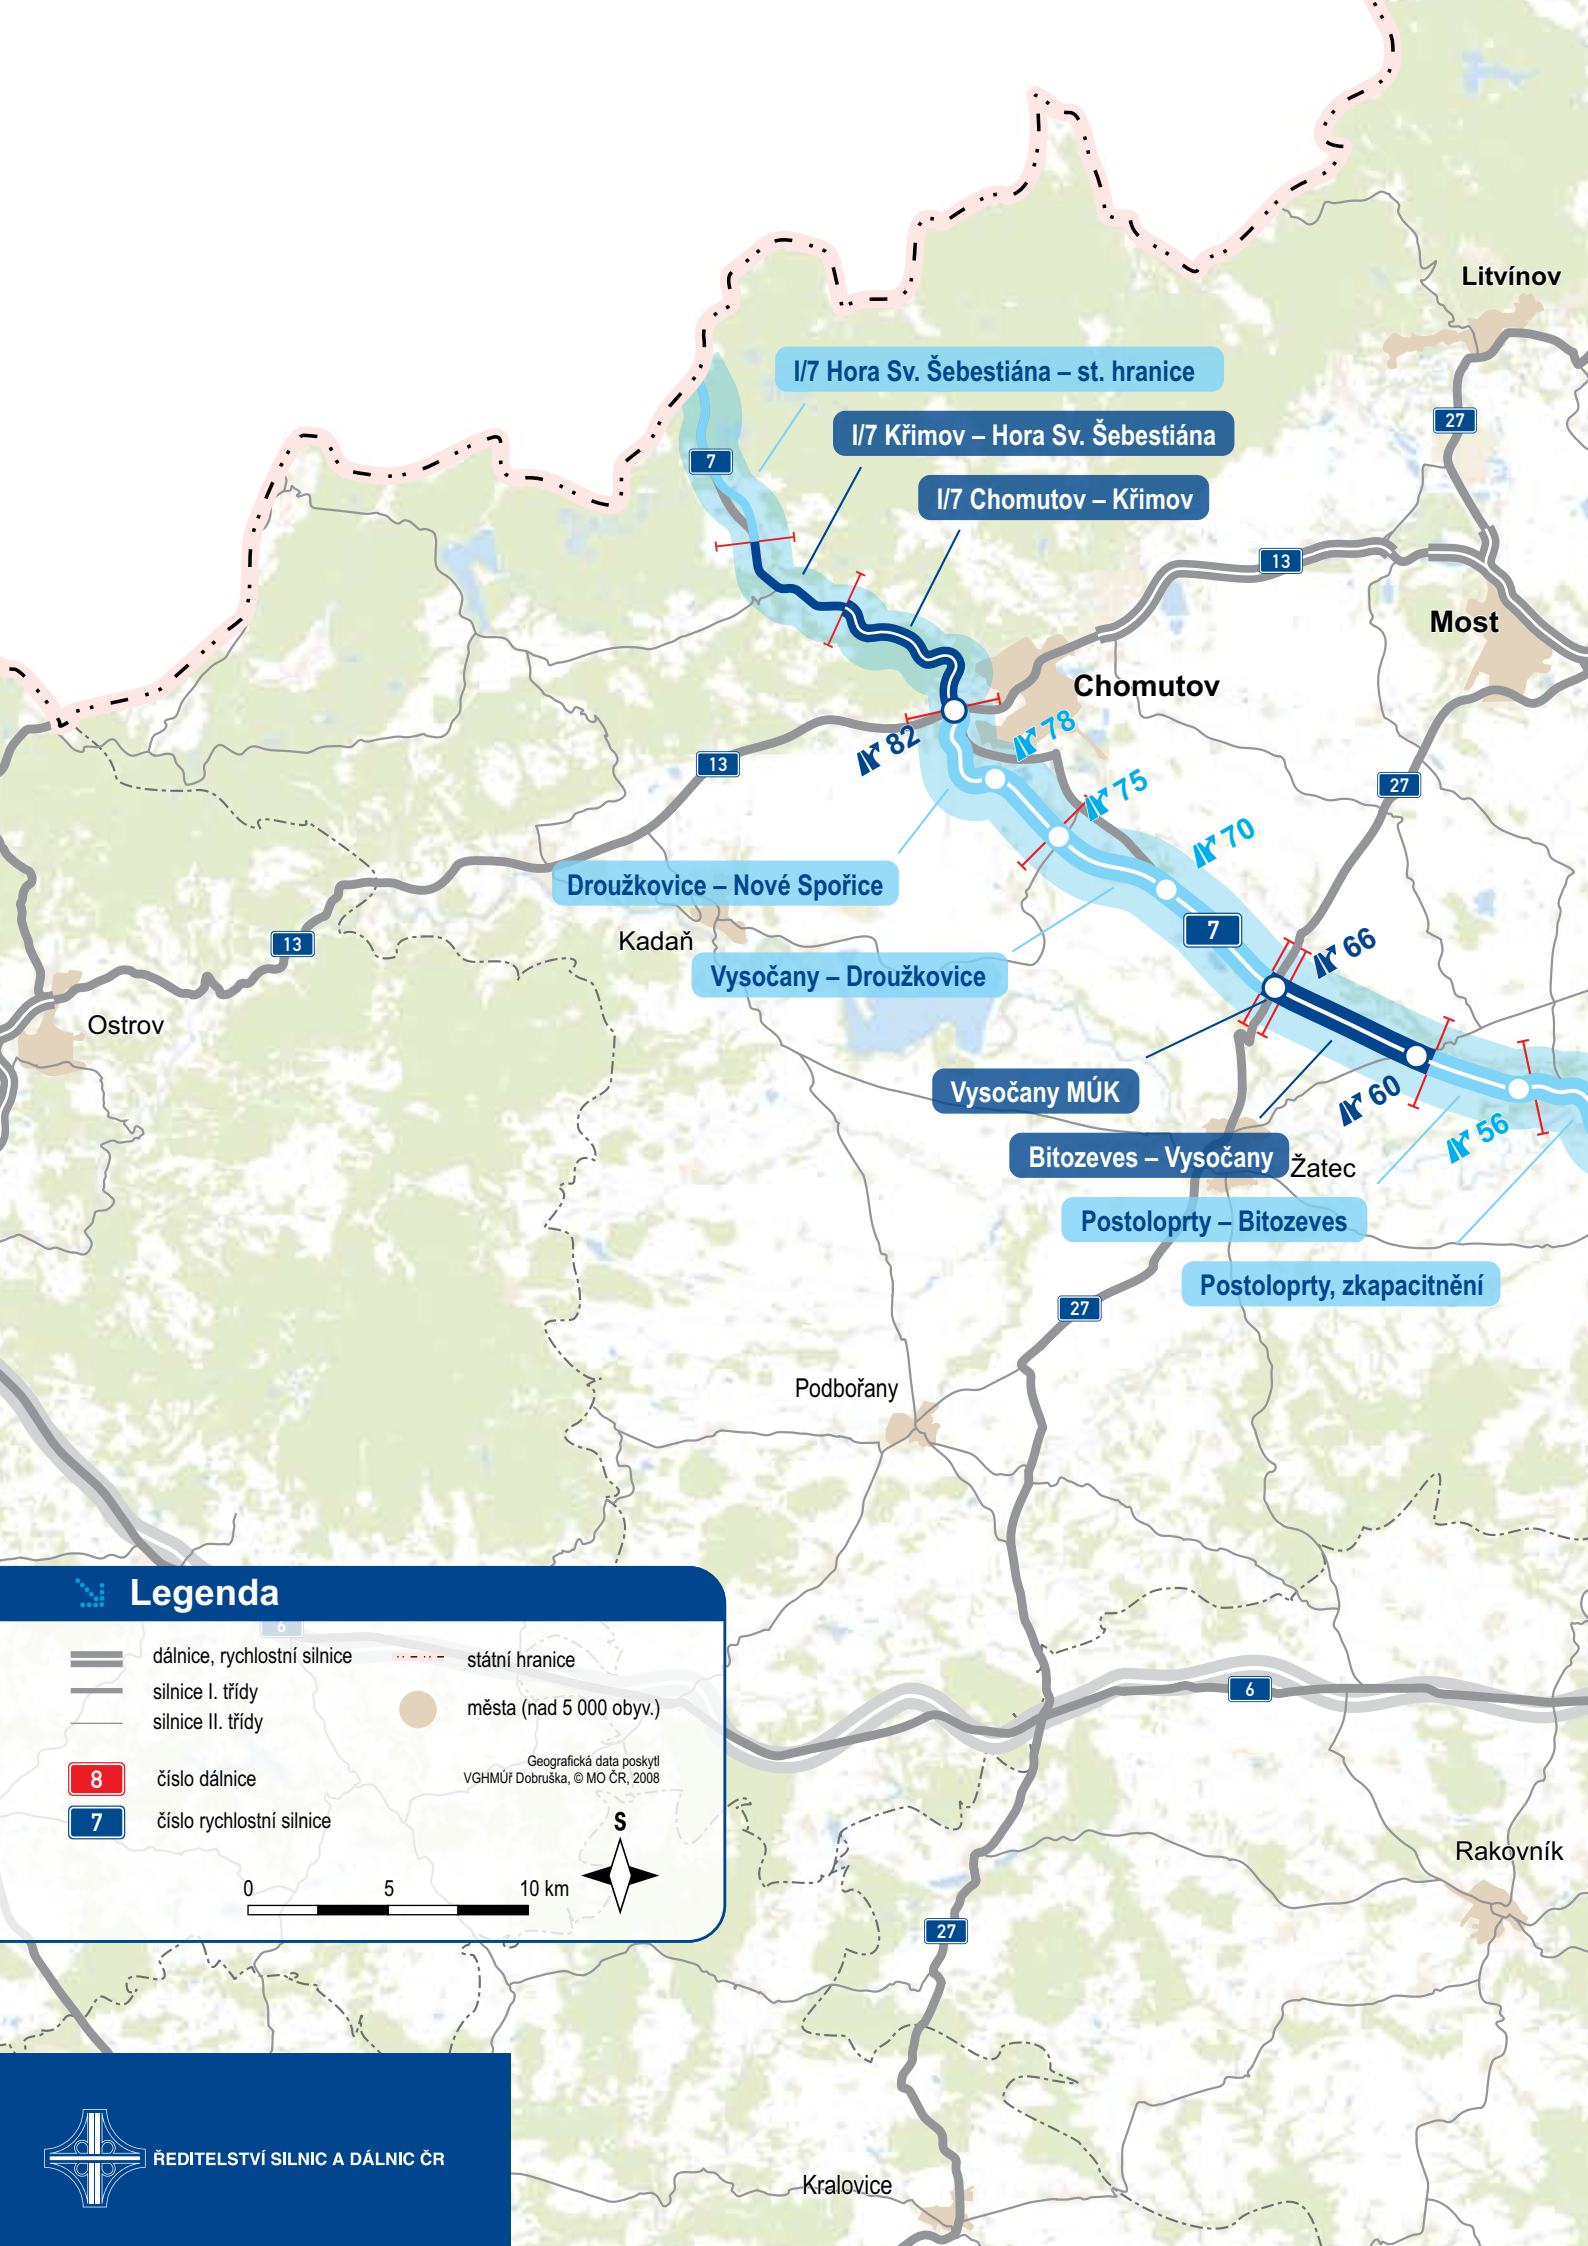 Litvínov
I/7 Hora Sv. Šebestiána – st. hranice
27
I/7 Křimov – Hora Sv. Šebestiána
7
I/7 Chomutov – Křimov
13
Most
Chomutov
78
82
13
75
27
70
Droužkovice – Nové Spořice
7
Kadaň
13
66
Vysočany – Droužkovice
Ostrov
Vysočany MÚK
60
56
Bitozeves – Vysočany
Žatec
Postoloprty – Bitozeves
Postoloprty, zkapacitnění
27
Podbořany
Legenda
6
dálnice, rychlostní silnice
státní hranice
silnice I. třídy
města (nad 5 000 obyv.)
silnice II. třídy
6
Geografická data poskytl
VGHMÚř Dobruška, © MO ČR, 2008
8
číslo dálnice
7
číslo rychlostní silnice
S
0 5 10 km
Rakovník
27
ŘEDITELSTVÍ SILNIC A DÁLNIC ČR
Kralovice